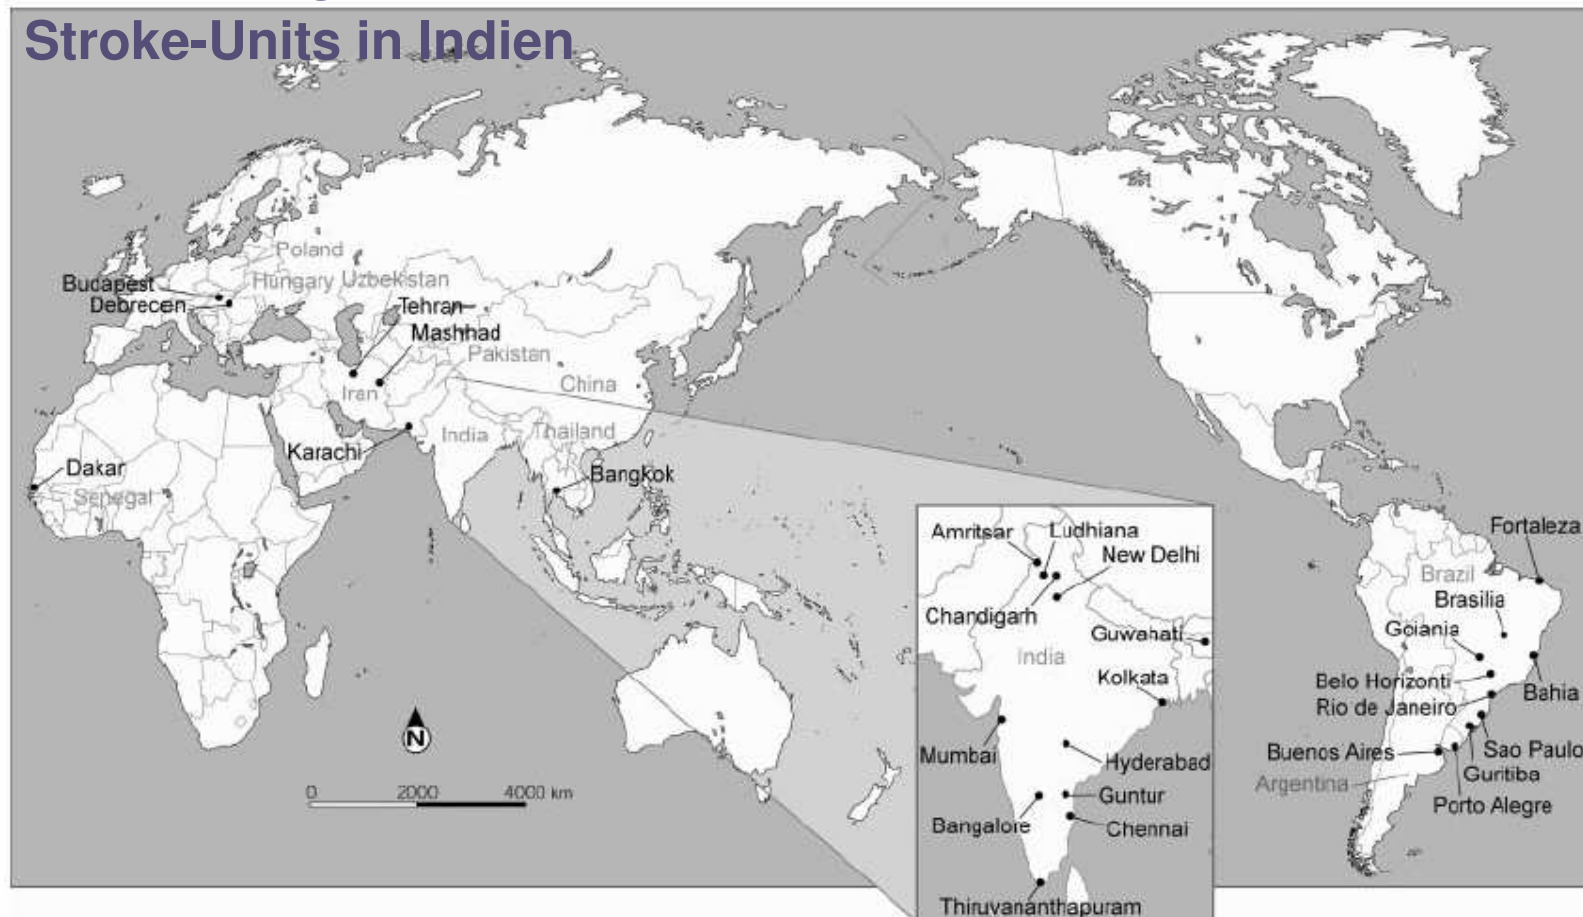 Stroke-Units in Indien
Poland
Hungary
Uzbekistan
Budapest
Debrecen
Tehran
Mashhad
Pakistan
Iran
China
India
Thailand
Karachi
Bangkok
Dakar
Senegal
N
0
2000
4000 km
Amritsar
Ludhiana
New Delhi
Chandigarh
Guwahati
India
Kolkata
Mumbai
Hyderabad
Guntur
Bangalore
Chennai
Thiruvananthapuram
Fortaleza
Brazil
Brasilia
Goiania
Belo Horizonti
Bahia
Rio de Janeiro
Buenos Aires
Sao Paulo
Guritiba
Argentina
Porto Alegre